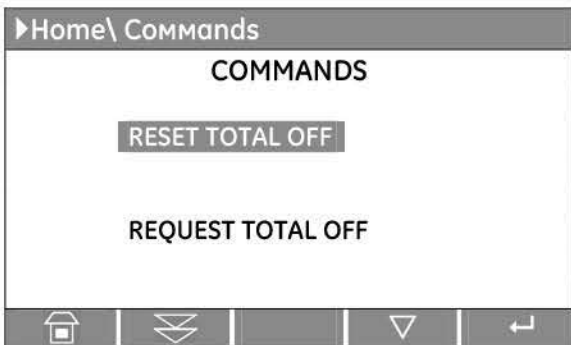 Home\ Commands
COMMANDS
RESET TOTAL OFF
REQUEST TOTAL OFF